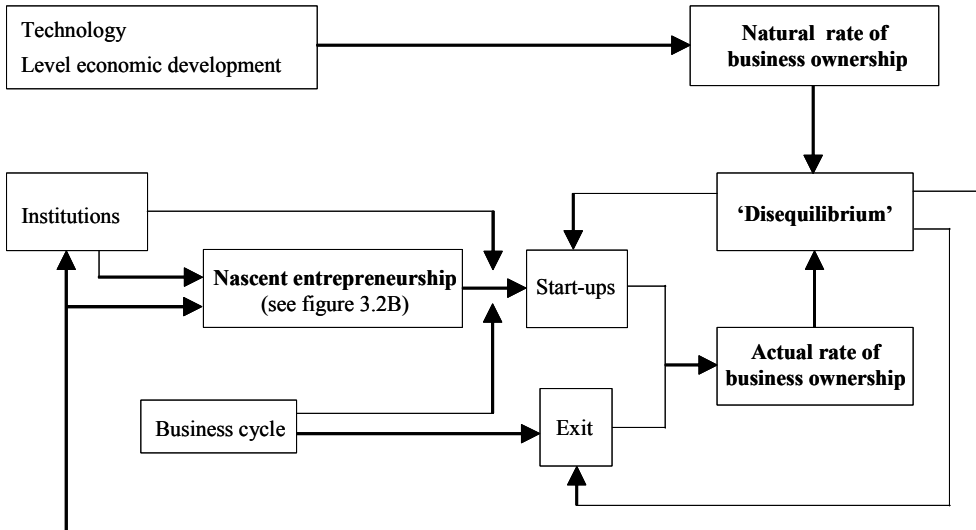 Technology
Level economic development
Natural rate of
business ownership
Institutions
‘Disequilibrium’
Nascent entrepreneurship
(see figure 3.2B)
Start-ups
Actual rate of
business ownership
Business cycle
Exit